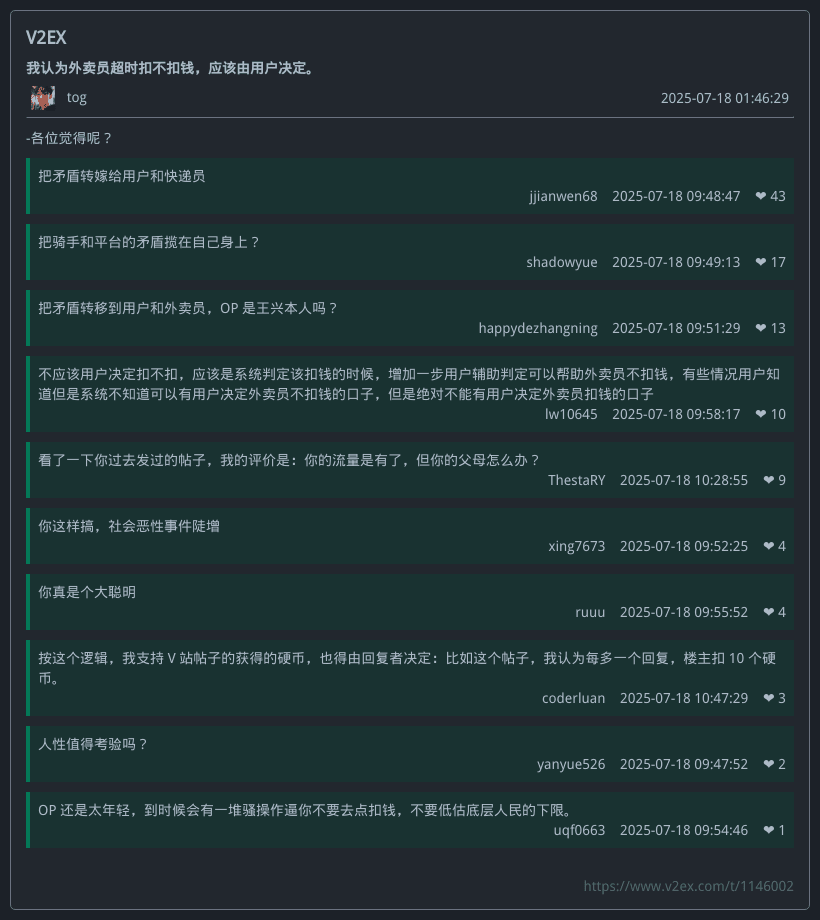 V2EX
我认为外卖员超时扣不扣钱，应该由用户决定。
tog 2025-07-18 01:46:29
-各位觉得呢？
把矛盾转嫁给用户和快递员
jjianwen68 2025-07-18 09:48:47 ❤ 43
把骑手和平台的矛盾揽在自己身上？
shadowyue 2025-07-18 09:49:13 ❤ 17
把矛盾转移到用户和外卖员，OP 是王兴本人吗？
happydezhangning 2025-07-18 09:51:29 ❤ 13
不应该用户决定扣不扣，应该是系统判定该扣钱的时候，增加一步用户辅助判定可以帮助外卖员不扣钱，有些情况用户知
道但是系统不知道可以有用户决定外卖员不扣钱的口子，但是绝对不能有用户决定外卖员扣钱的口子
lw10645 2025-07-18 09:58:17 ❤ 10
看了一下你过去发过的帖子，我的评价是：你的流量是有了，但你的父母怎么办？
ThestaRY 2025-07-18 10:28:55 ❤ 9
你这样搞，社会恶性事件陡增
xing7673 2025-07-18 09:52:25 ❤ 4
你真是个大聪明
ruuu 2025-07-18 09:55:52 ❤ 4
按这个逻辑，我支持 V 站帖子的获得的硬币，也得由回复者决定：比如这个帖子，我认为每多一个回复，楼主扣 10 个硬
币。
coderluan 2025-07-18 10:47:29 ❤ 3
人性值得考验吗？
yanyue526 2025-07-18 09:47:52 ❤ 2
OP 还是太年轻，到时候会有一堆骚操作逼你不要去点扣钱，不要低估底层人民的下限。
uqf0663 2025-07-18 09:54:46 ❤ 1
https://www.v2ex.com/t/1146002